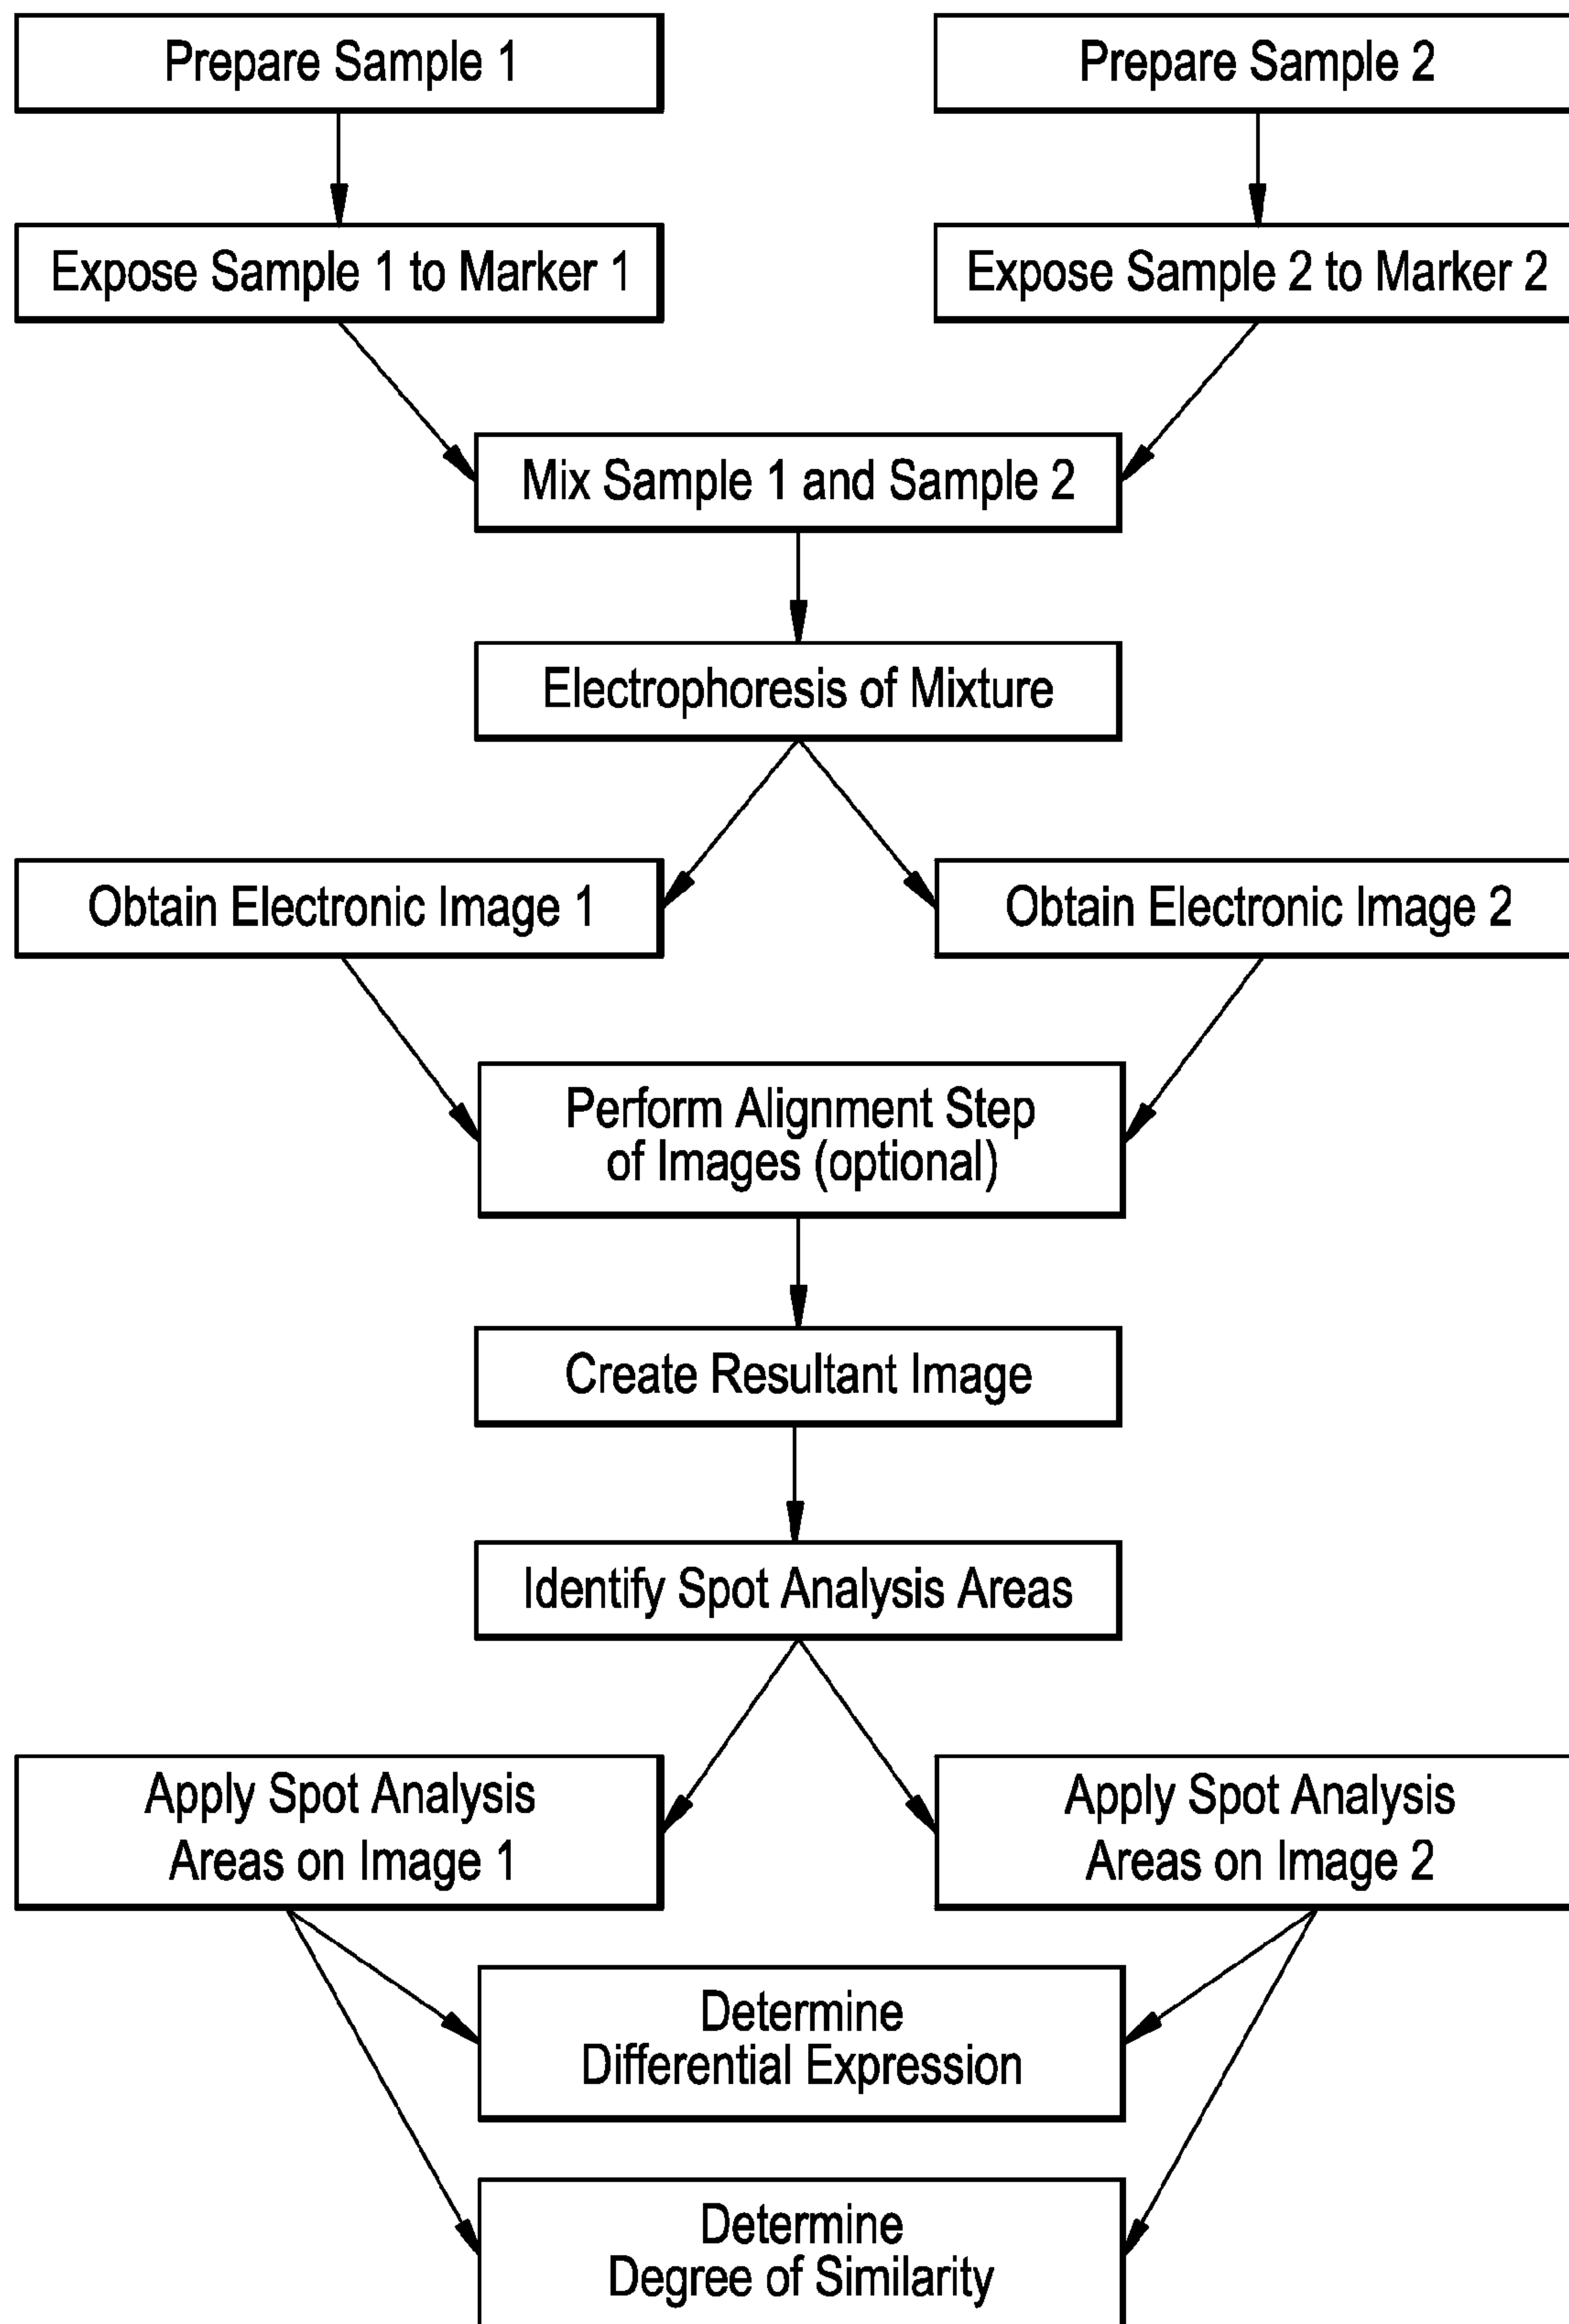 Prepare Sample 1
Prepare Sample 2
Expose Sample 1 to Marker 1
Expose Sample 2 to Marker 2
Mix Sample 1 and Sample 2
Electrophoresis of Mixture
Obtain Electronic Image 1
Obtain Electronic Image 2
Perform Alignment Step
of Images (optional)
Create Resultant Image
Identify Spot Analysis Areas
Apply Spot Analysis
Areas on Image 1
Apply Spot Analysis
Areas on Image 2
Determine
Differential Expression
Determine
Degree of Similarity